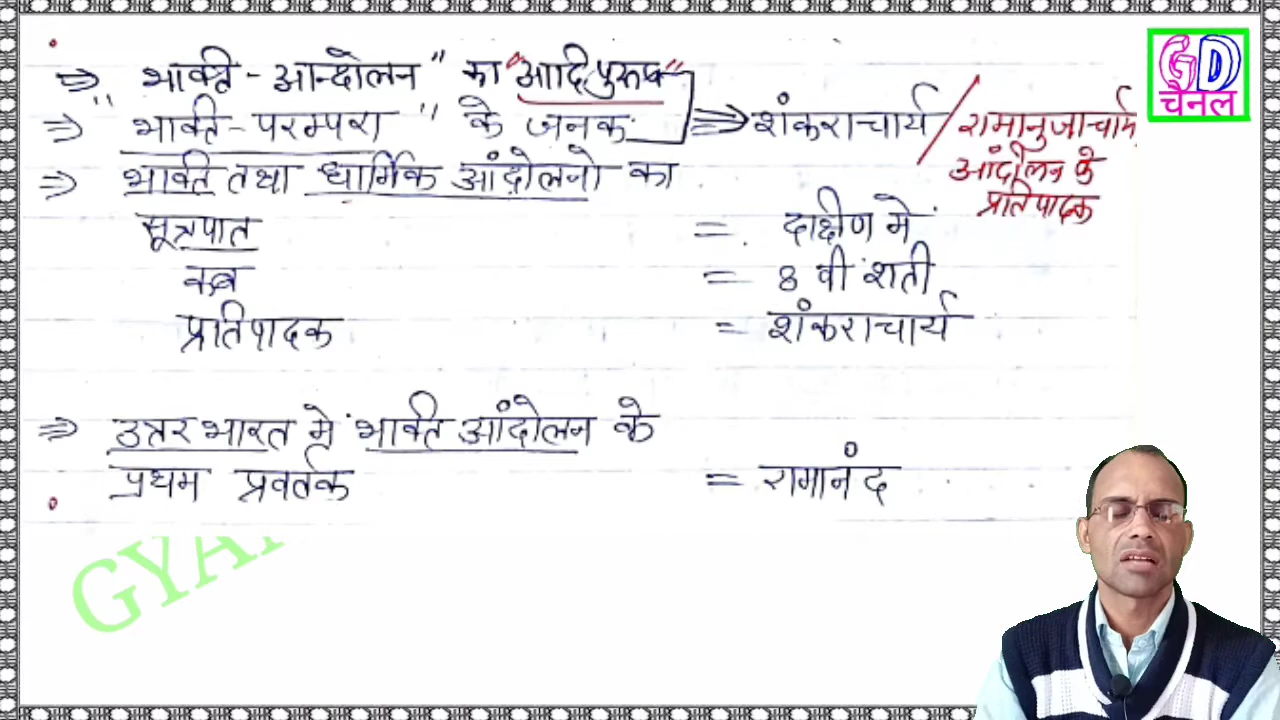 ⇒ भक्ति - आन्दोलन" का "आदिपुरुष"
⇒ "भक्ति - परम्परा" के जनक ⇒ शंकराचार्य / रामानुजाचार्य
आंदोलन के
प्रतिपादक
⇒ भक्ति तथा धार्मिक आंदोलनो का
सूत्रपात = दक्षीण में
कब = 8 वी शती
प्रतिपादक = शंकराचार्य
⇒ उत्तर भारत में भक्ति आंदोलन के
प्रथम प्रवर्तक = रामानंद
GD
चैनल